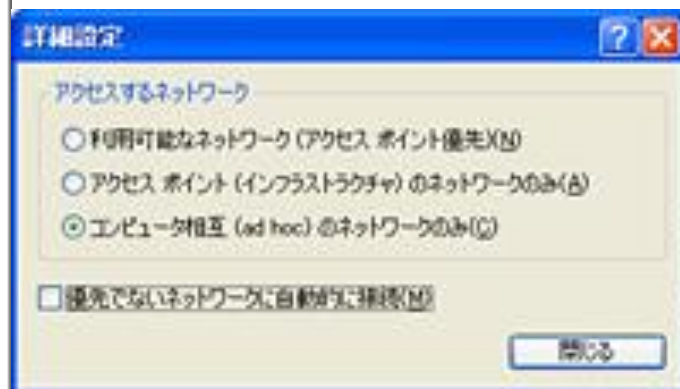 詳細設定
アクセスするネットワーク
利用可能なネットワーク (アクセス ポイント優先)(N)
アクセス ポイント (インフラストラクチャ) のネットワークのみ(A)
コンピュータ相互 (ad hoc) のネットワークのみ(C)
優先でないネットワークに自動的に接続(M)
閉じる